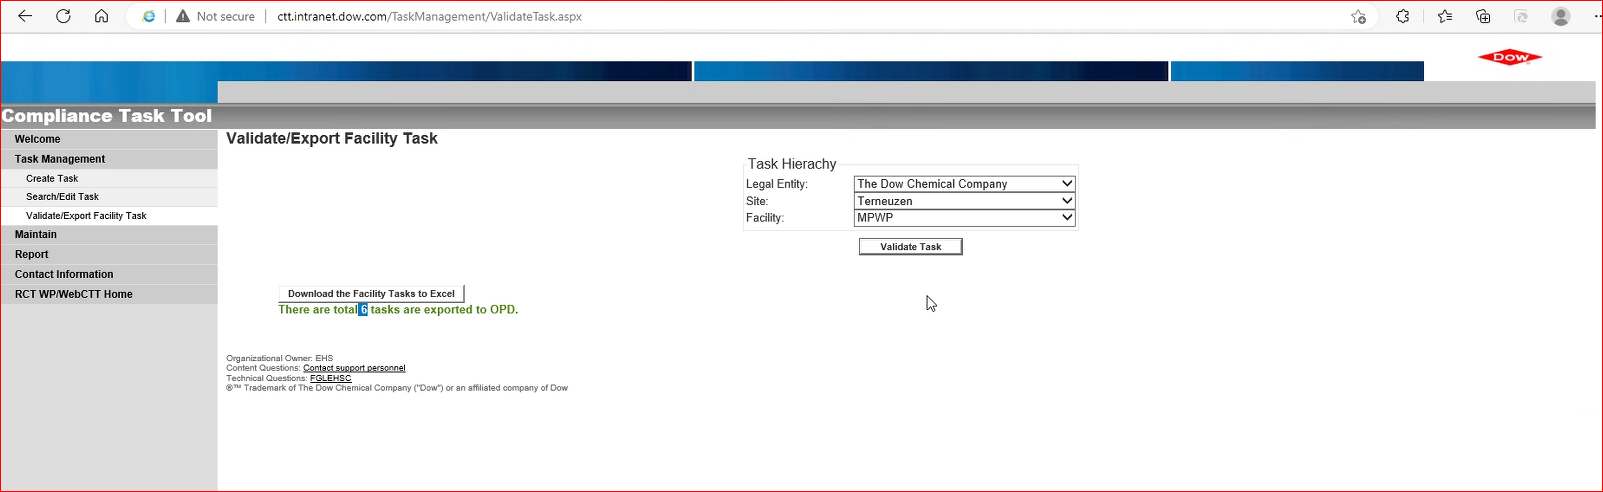 Not secure | ctt.intranet.dow.com/TaskManagement/ValidateTask.aspx
Dow
Compliance Task Tool
Welcome
Task Management
Create Task
Search/Edit Task
Validate/Export Facility Task
Maintain
Report
Contact Information
RCT WP/WebCTT Home
Validate/Export Facility Task
Task Hierachy
Legal Entity: The Dow Chemical Company
Site: Terneuzen
Facility: MPWP
Validate Task
Download the Facility Tasks to Excel
There are total 6 tasks are exported to OPD.
Organizational Owner: EHS
Content Questions: Contact support personnel
Technical Questions: FGLEHSC
®™ Trademark of The Dow Chemical Company ("Dow") or an affiliated company of Dow